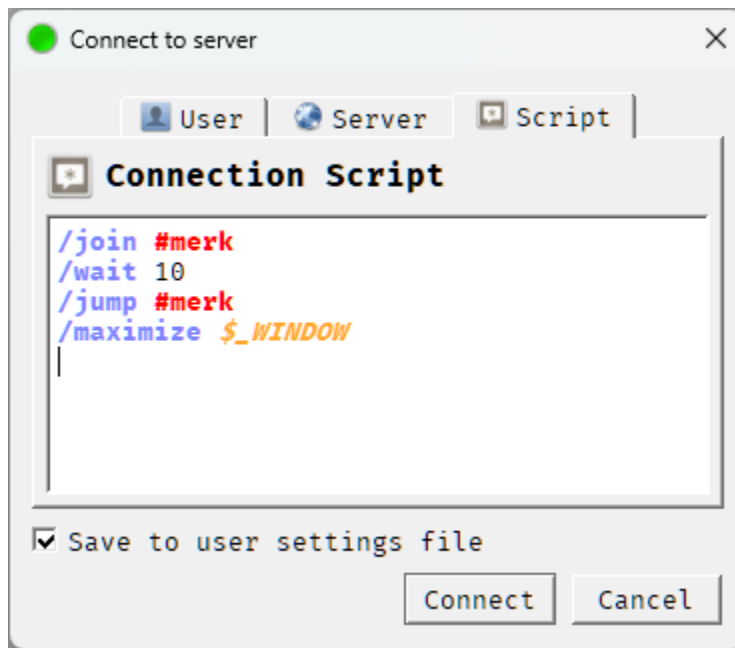 Connect to server
User
Server
Script
Connection Script
/join #merk
/wait 10
/jump #merk
/maximize $_WINDOW
Save to user settings file
Connect
Cancel